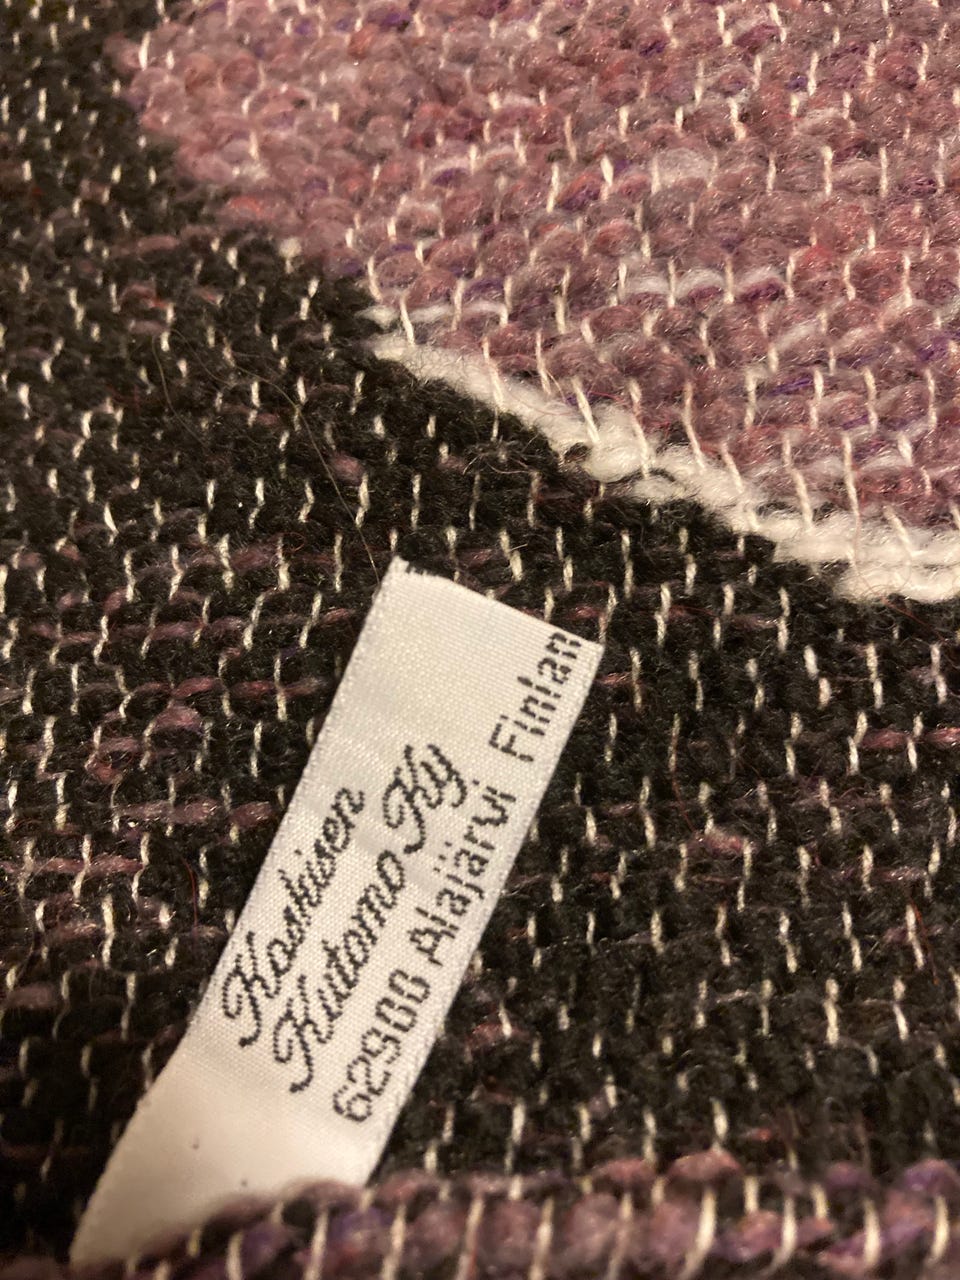 Koskisen
Kutomo Ky
62900 Alajärvi Finlan